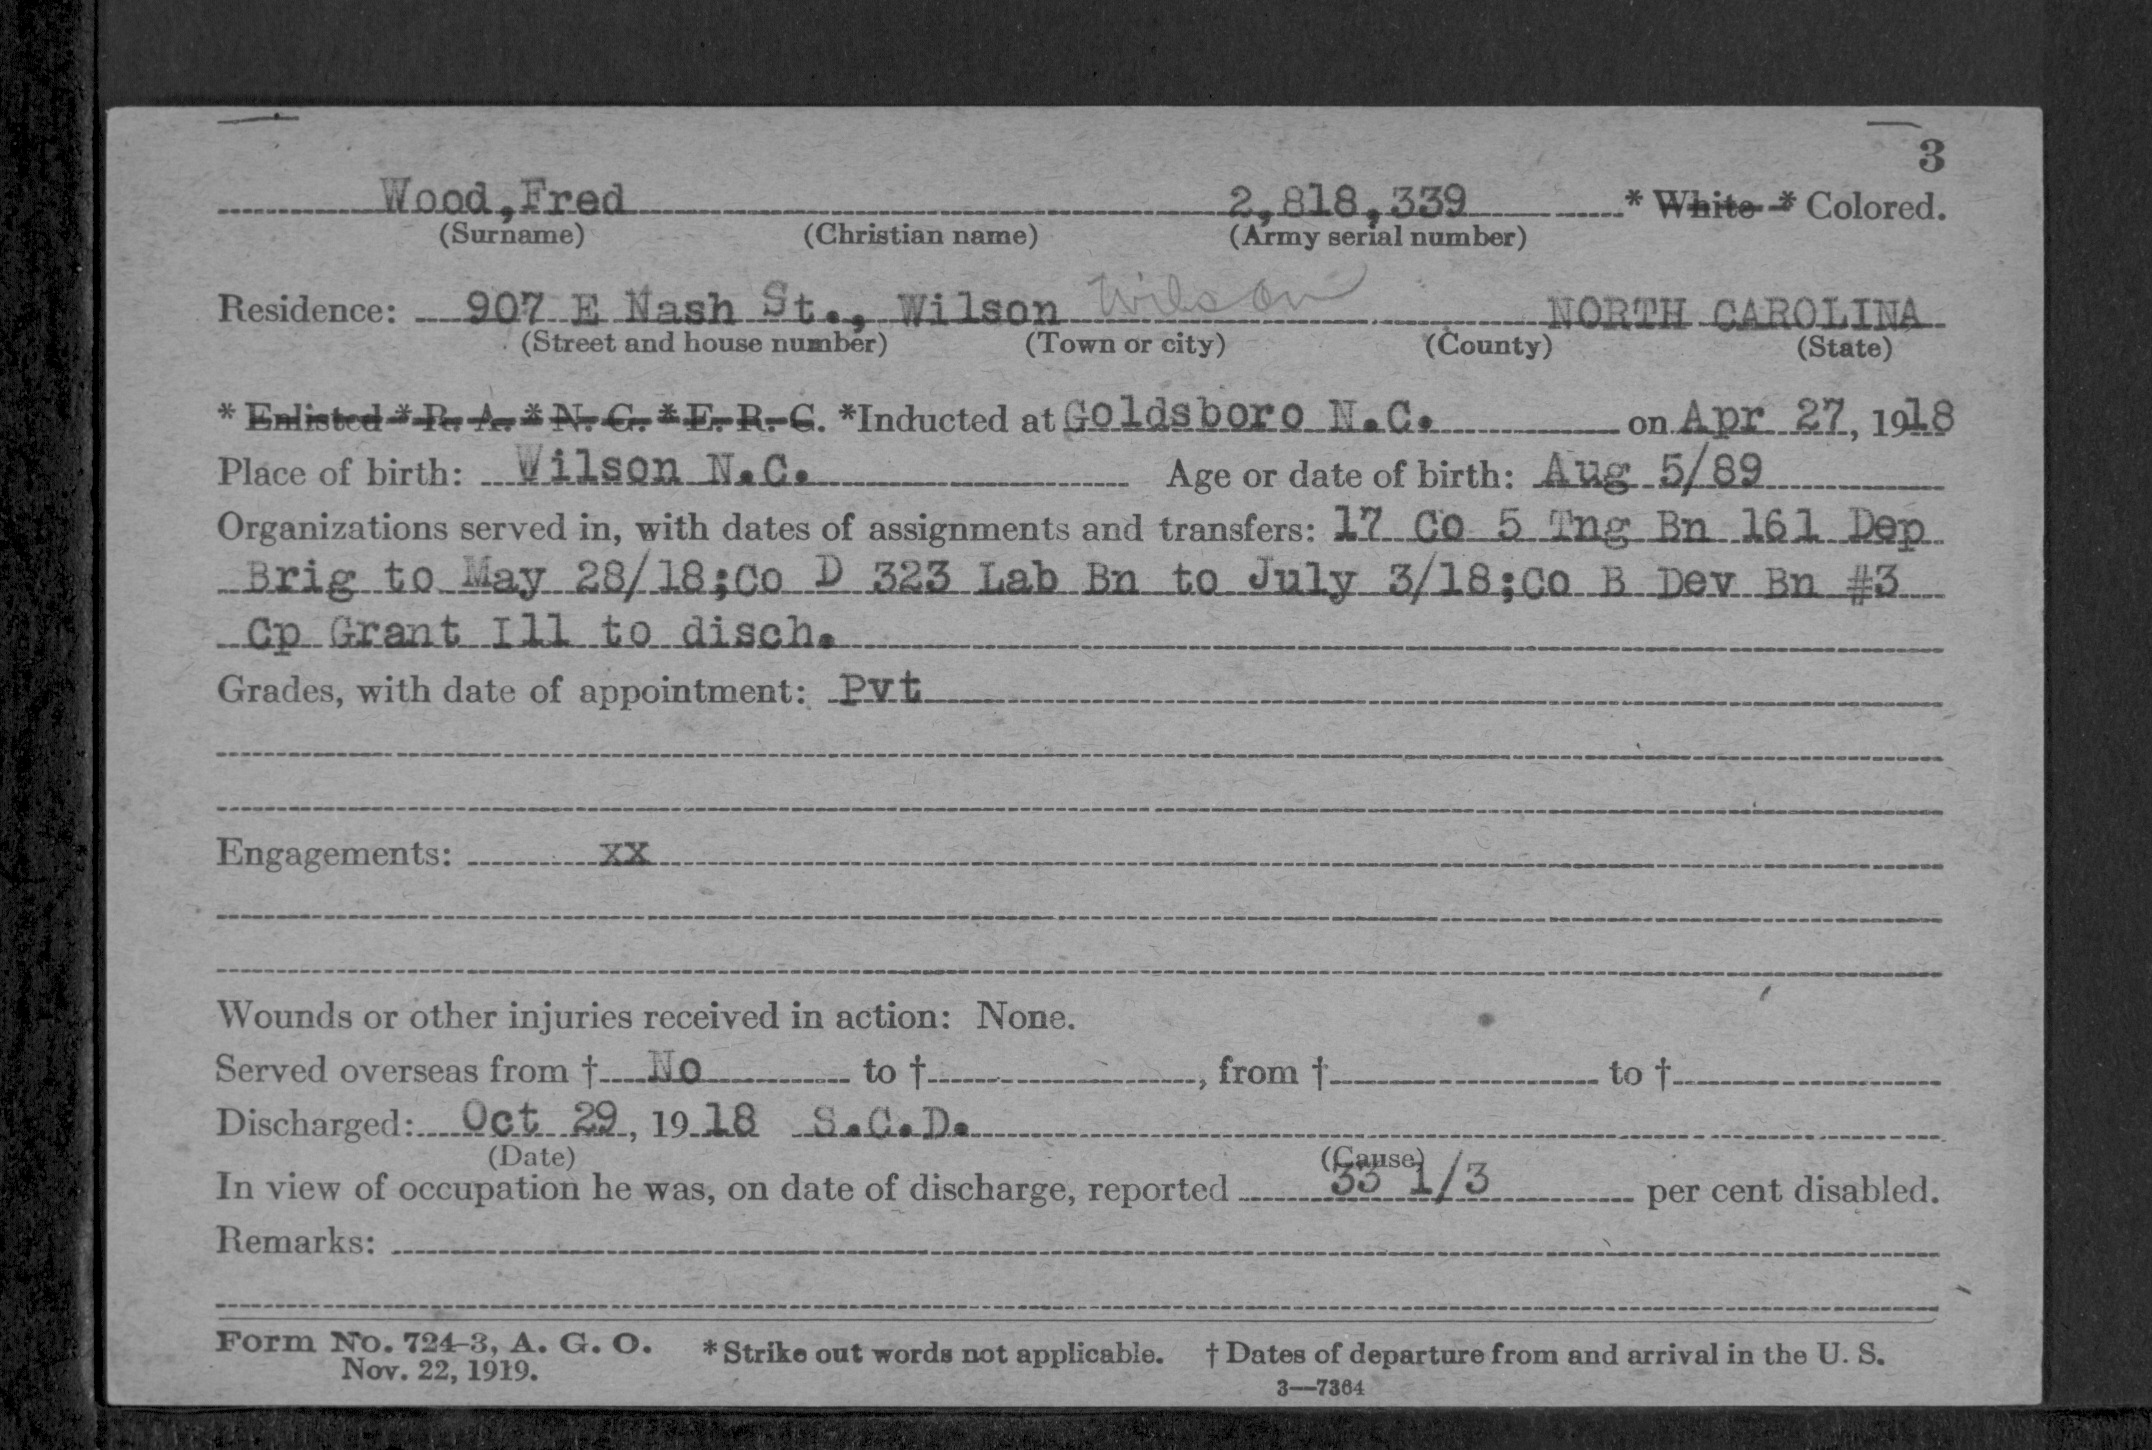 3
Wood,Fred 2,818,339 * White * Colored.
(Surname) (Christian name) (Army serial number)
Residence: 907 E Nash St., Wilson Wilson NORTH CAROLINA
(Street and house number) (Town or city) (County) (State)
* Enlisted * R. A. * N. G. * E. R. C. *Inducted at Goldsboro N.C. on Apr 27, 1918
Place of birth: Wilson N.C. Age or date of birth: Aug 5/89
Organizations served in, with dates of assignments and transfers: 17 Co 5 Tng Bn 161 Dep
Brig to May 28/18;Co D 323 Lab Bn to July 3/18;Co B Dev Bn #3
Cp Grant Ill to disch.
Grades, with date of appointment: Pvt
Engagements: xx
Wounds or other injuries received in action: None.
Served overseas from † No to †, from † to †
Discharged: Oct 29, 1918 S.C.D.
(Date) (Cause)
In view of occupation he was, on date of discharge, reported 33 1/3 per cent disabled.
Remarks:
Form No. 724-3, A. G. O. * Strike out words not applicable. † Dates of departure from and arrival in the U. S.
Nov. 22, 1919. 3—7364